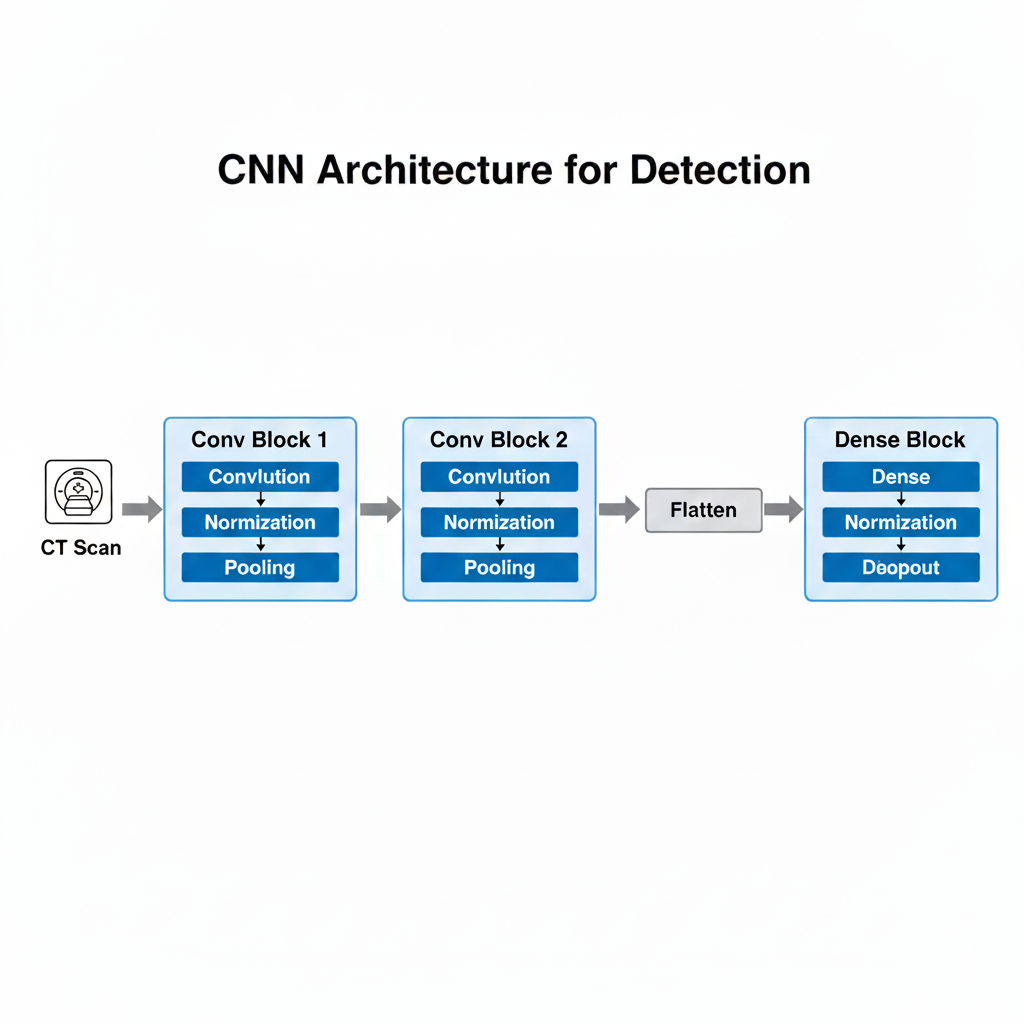 CNN Architecture for Detection
CT Scan
Conv Block 1
Convlution
Normization
Pooling
Conv Block 2
Convlution
Normization
Pooling
Flatten
Dense Block
Dense
Normization